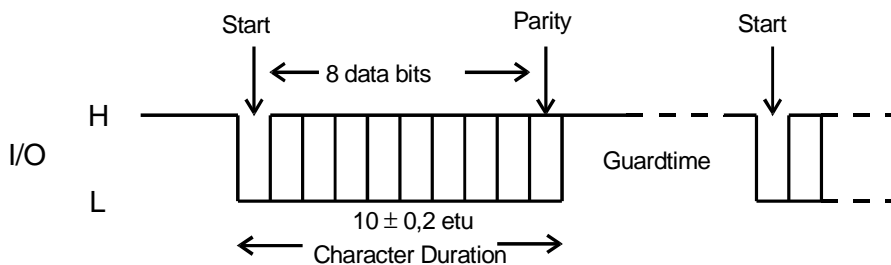 Start
Parity
Start
8 data bits
H
I/O
Guardtime
L
10 ± 0,2 etu
Character Duration